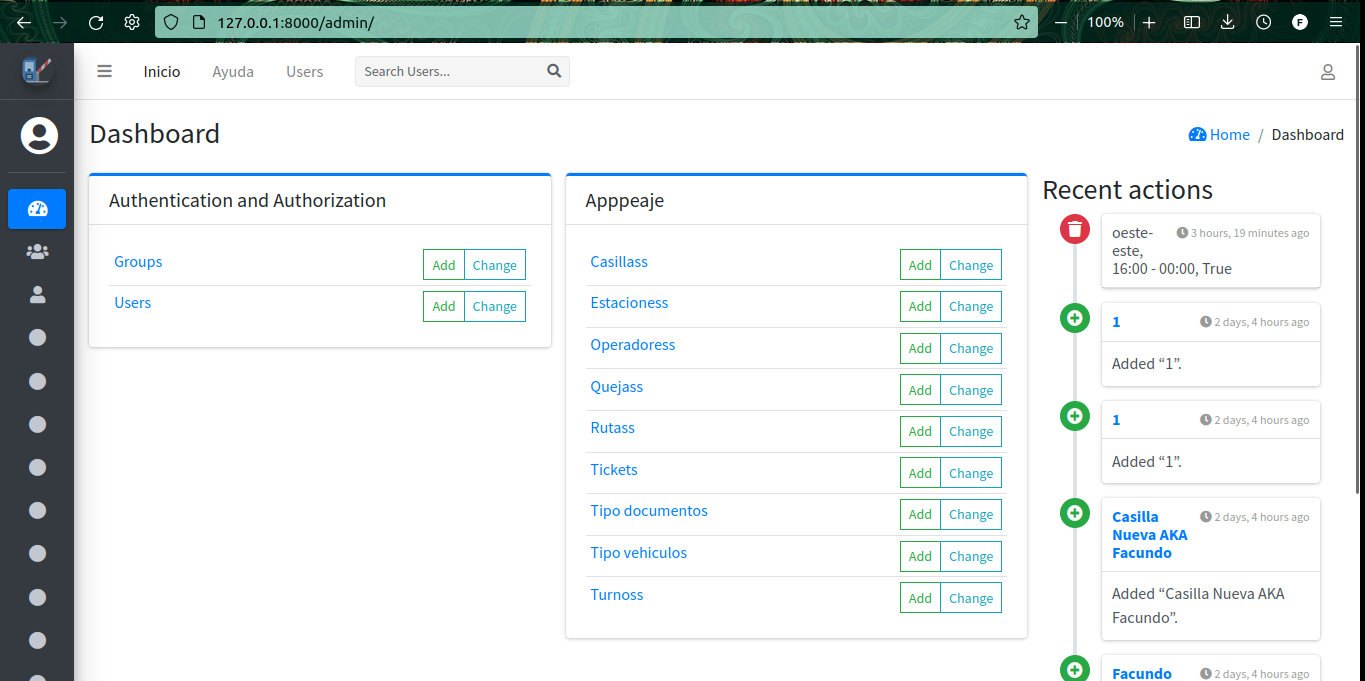 127.0.0.1:8000/admin/
100%
F
Inicio Ayuda Users Search Users...
Dashboard
Home / Dashboard
Authentication and Authorization
Groups Add Change
Users Add Change
Apppeaje
Casillass Add Change
Estacioness Add Change
Operadoress Add Change
Quejass Add Change
Rutass Add Change
Tickets Add Change
Tipo documentos Add Change
Tipo vehiculos Add Change
Turnoss Add Change
Recent actions
oeste- 3 hours, 19 minutes ago
este,
16:00 - 00:00, True
1 2 days, 4 hours ago
Added “1”.
1 2 days, 4 hours ago
Added “1”.
Casilla 2 days, 4 hours ago
Nueva AKA
Facundo
Added “Casilla Nueva AKA
Facundo”.
Facundo 2 days, 4 hours ago